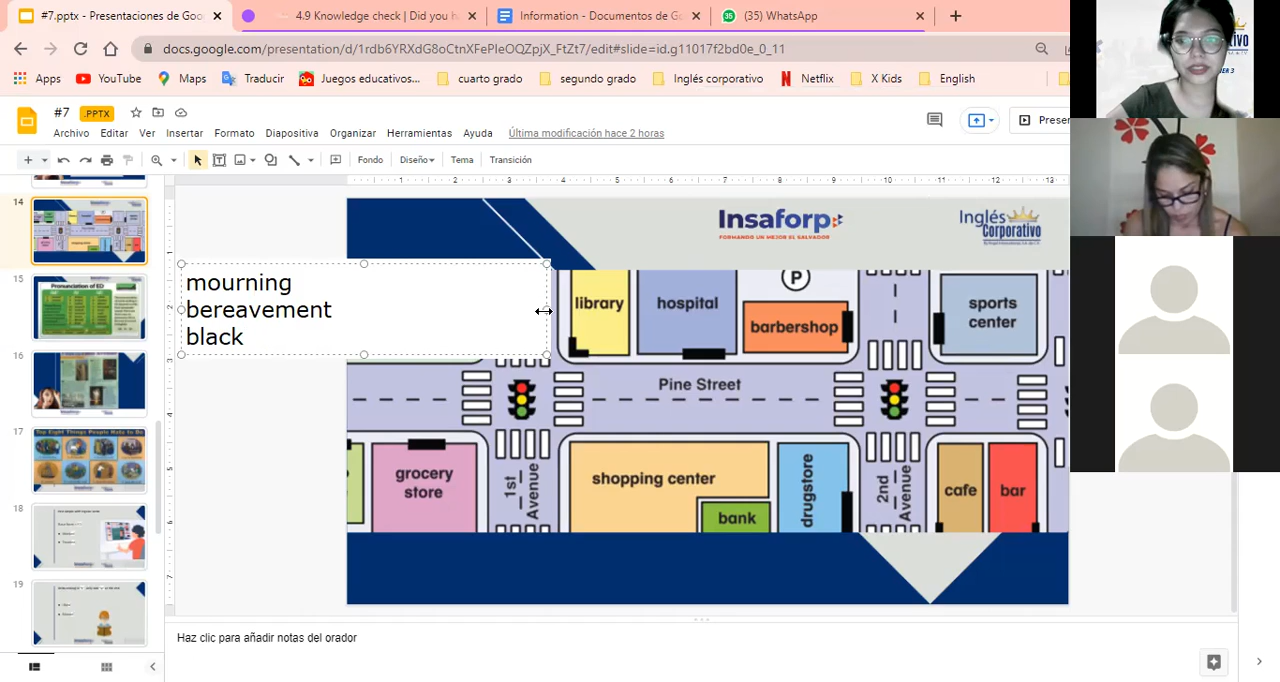 #7.pptx - Presentaciones de Goo
4.9 Knowledge check | Did you h
Information - Documentos de Go
(35) WhatsApp
docs.google.com/presentation/d/1rdb6YRXdG8oCtnXFePleOQZpjX_FtZt7/edit#slide=id.g11017f2bd0e_0_11
Apps
YouTube
Maps
Traducir
Juegos educativos...
cuarto grado
segundo grado
Inglés corporativo
Netflix
X Kids
English
#7
.PPTX
Archivo
Editar
Ver
Insertar
Formato
Diapositiva
Organizar
Herramientas
Ayuda
Última modificación hace 2 horas
Fondo
Diseño
Tema
Transición
14
15
Pronunciation of ED
16
17
Top Eight Things People Hate to Do
18
19
Insaforp
FORMANDO UN MEJOR EL SALVADOR
Inglés
Corporativo
mourning
bereavement
black
library
hospital
P
barbershop
sports
center
Pine Street
grocery
store
1st
Avenue
shopping center
bank
drugstore
2nd
Avenue
cafe
bar
Haz clic para añadir notas del orador